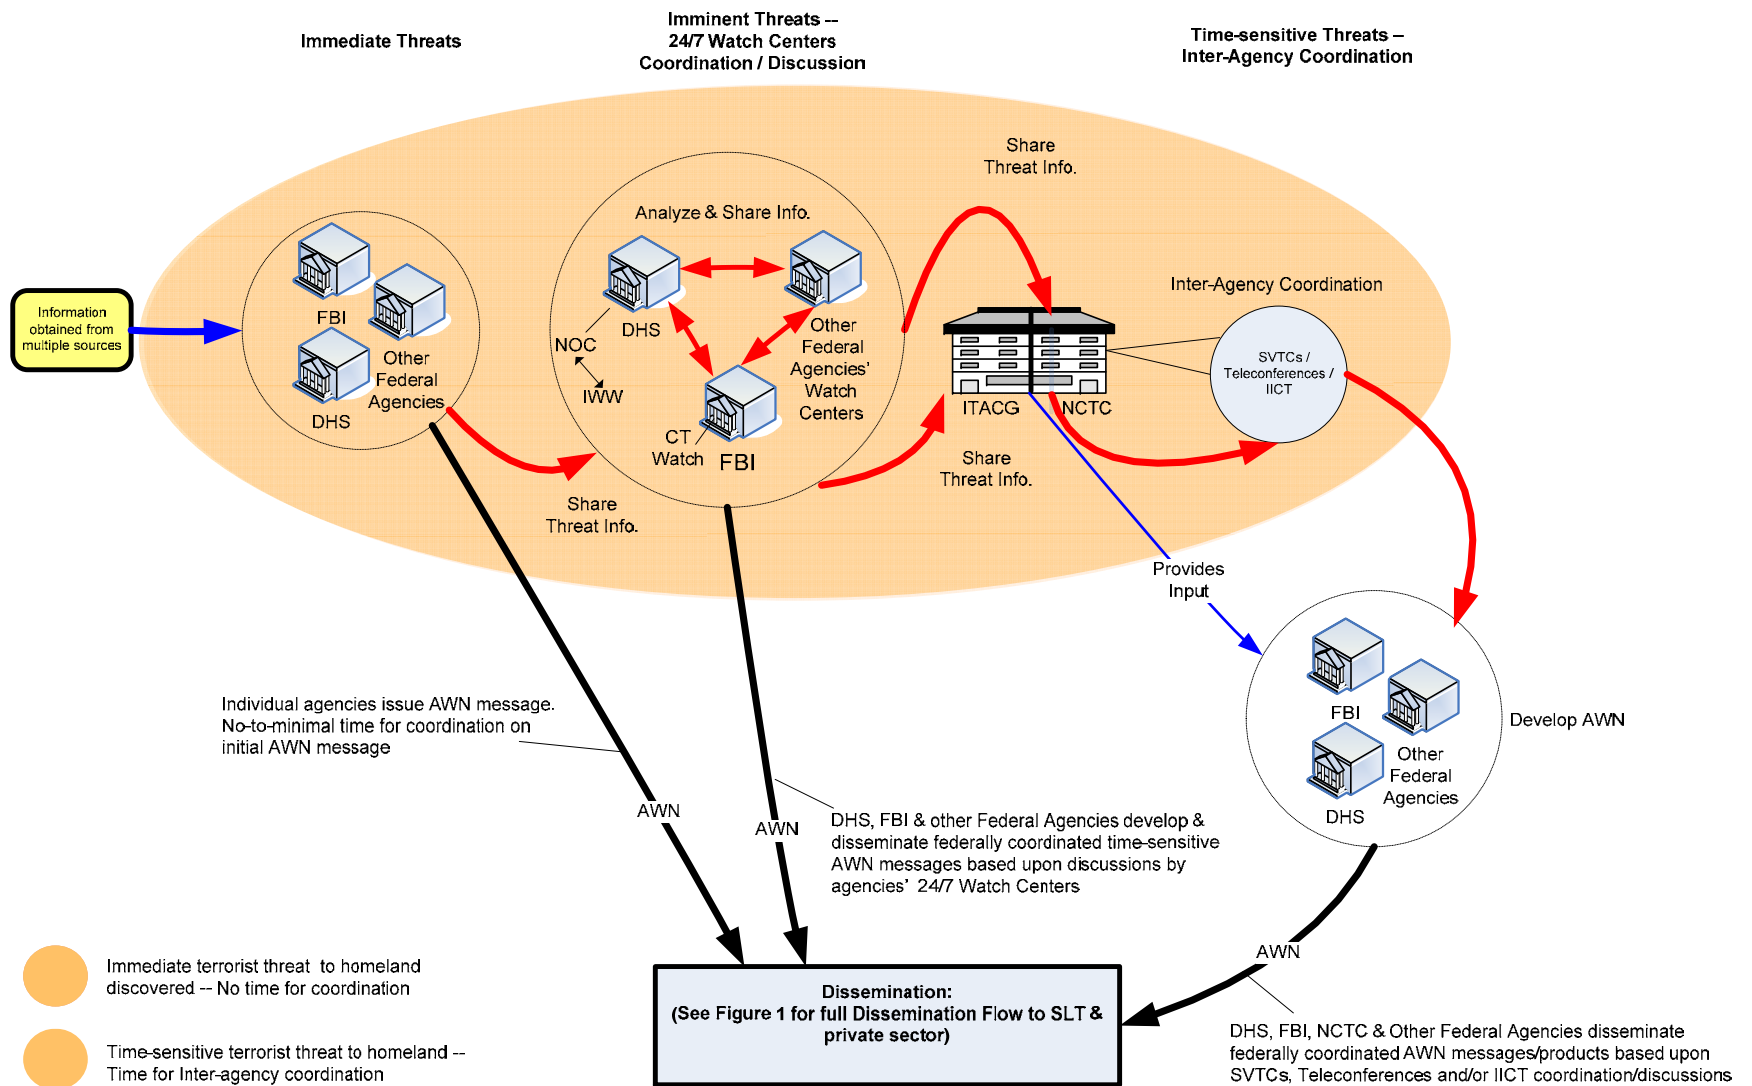 Immediate Threats
Imminent Threats --
24/7 Watch Centers
Coordination / Discussion
Time-sensitive Threats –
Inter-Agency Coordination
Information
obtained from
multiple sources
FBI
Other
Federal
Agencies
DHS
Share
Threat Info.
Analyze & Share Info.
DHS
NOC
IWW
Other
Federal
Agencies'
Watch
Centers
CT
Watch
FBI
Share
Threat Info.
Share
Threat Info.
ITACG
NCTC
Inter-Agency Coordination
SVTCs /
Teleconferences /
IICT
Provides
Input
FBI
Other
Federal
Agencies
DHS
Develop AWN
Individual agencies issue AWN message.
No-to-minimal time for coordination on
initial AWN message
AWN
AWN
DHS, FBI & other Federal Agencies develop &
disseminate federally coordinated time-sensitive
AWN messages based upon discussions by
agencies' 24/7 Watch Centers
AWN
Immediate terrorist threat to homeland
discovered -- No time for coordination
Time-sensitive terrorist threat to homeland --
Time for Inter-agency coordination
Dissemination:
(See Figure 1 for full Dissemination Flow to SLT &
private sector)
DHS, FBI, NCTC & Other Federal Agencies disseminate
federally coordinated AWN messages/products based upon
SVTCs, Teleconferences and/or IICT coordination/discussions